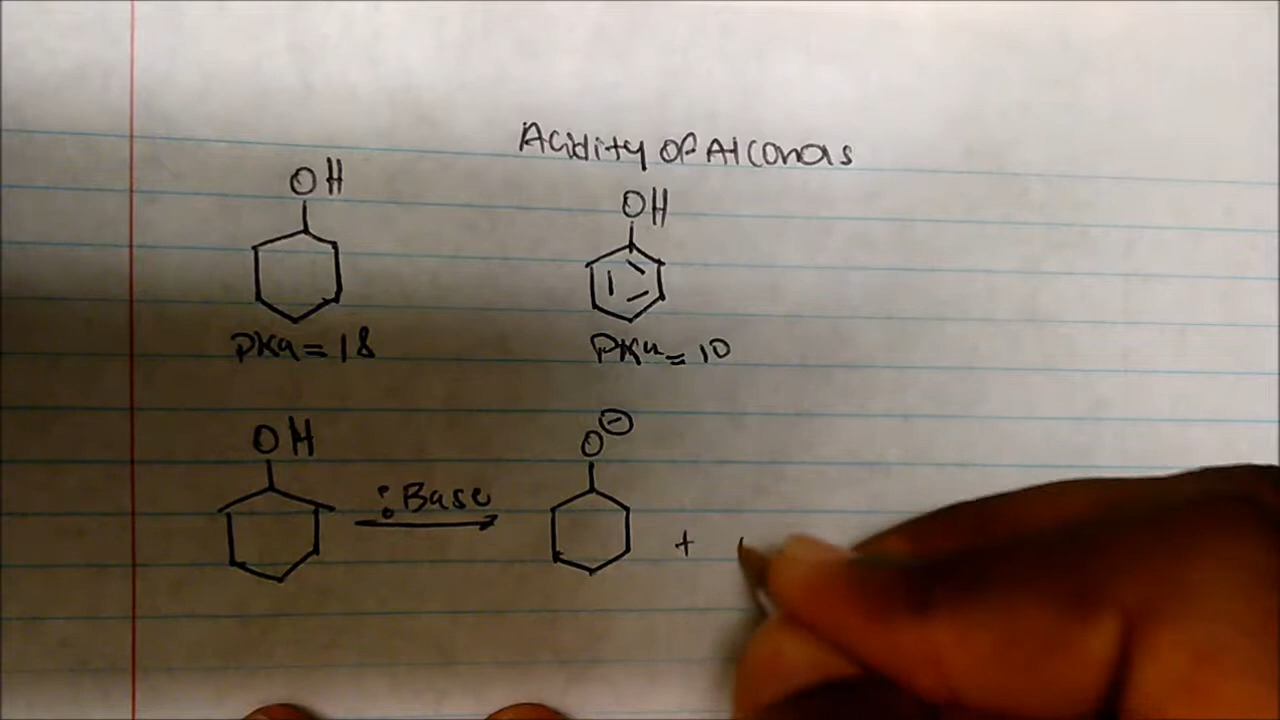 Acidity of Alcohols
OH
OH
PKa = 18
PKa = 10
OH
:Base
O⊖
+